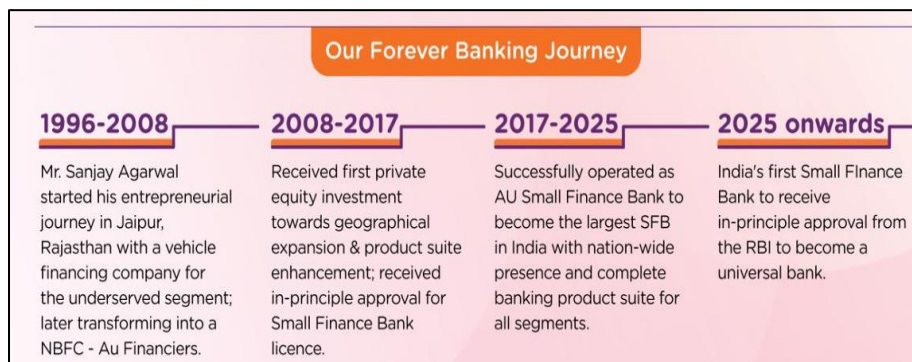 Our Forever Banking Journey
1996-2008
Mr. Sanjay Agarwal
started his entrepreneurial
journey in Jaipur,
Rajasthan with a vehicle
financing company for
the underserved segment;
later transforming into a
NBFC - Au Financiers.
2008-2017
Received first private
equity investment
towards geographical
expansion & product suite
enhancement; received
in-principle approval for
Small Finance Bank
licence.
2017-2025
Successfully operated as
AU Small Finance Bank to
become the largest SFB
in India with nation-wide
presence and complete
banking product suite for
all segments.
2025 onwards
India's first Small FInance
Bank to receive
in-principle approval from
the RBI to become a
universal bank.